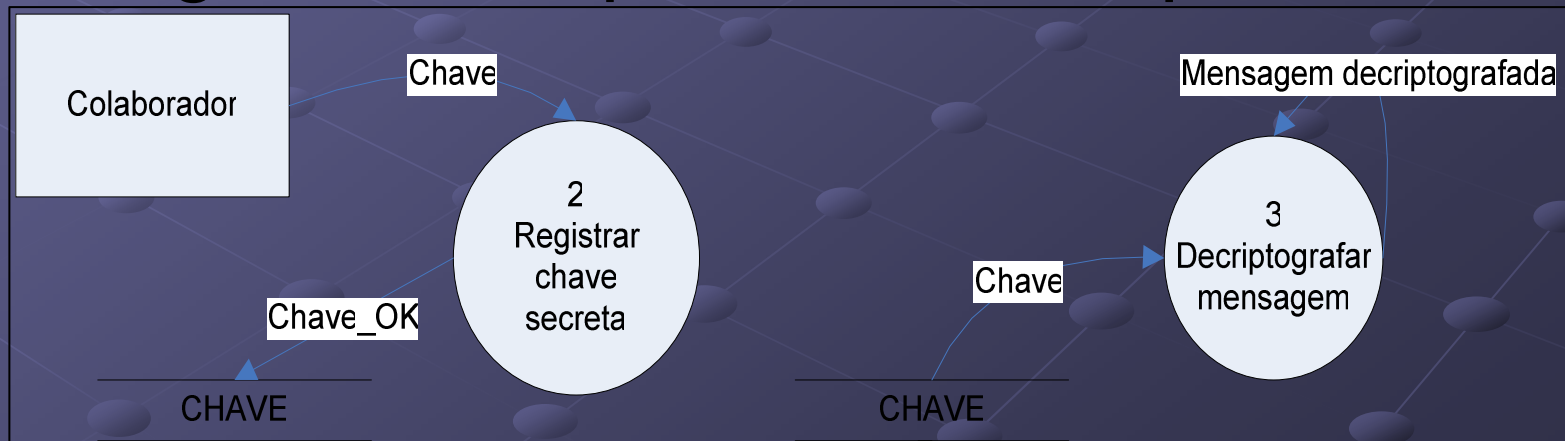 Colaborador
Chave
2
Registrar
chave
secreta
Chave_OK
CHAVE
Mensagem decriptografada
3
Decriptografar
mensagem
Chave
CHAVE